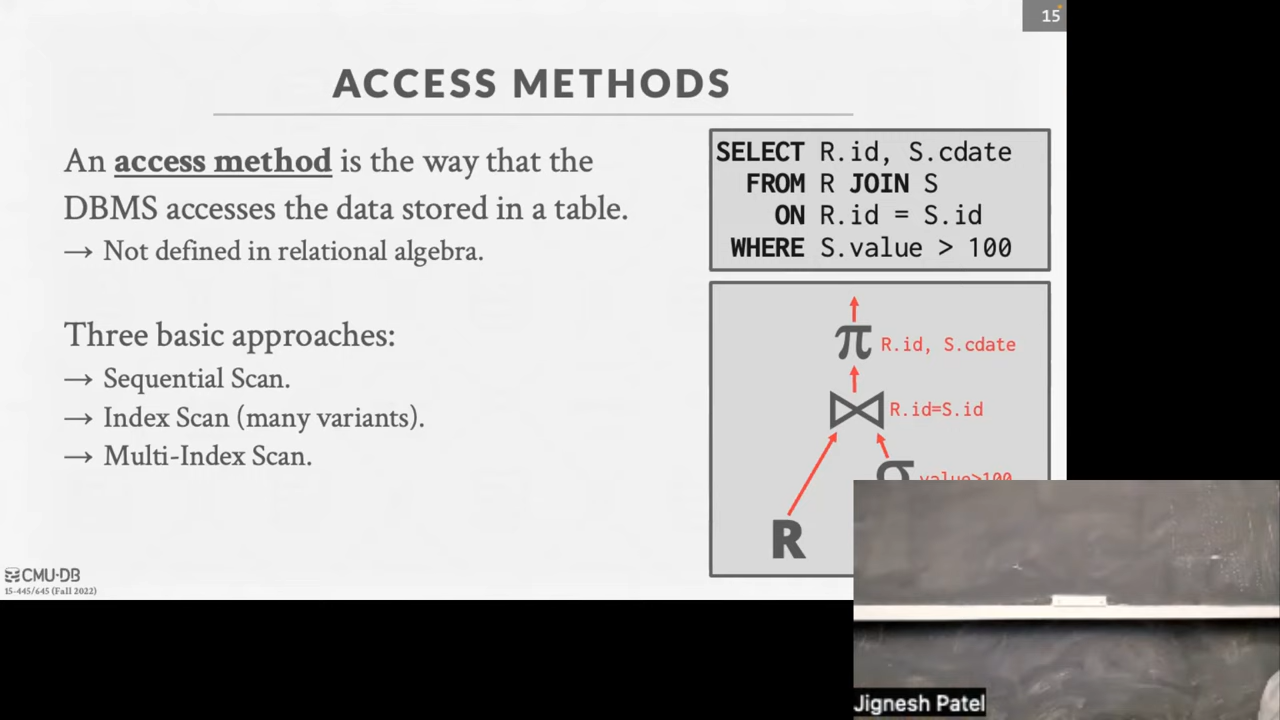 15
ACCESS METHODS
An access method is the way that the
DBMS accesses the data stored in a table.
→ Not defined in relational algebra.
Three basic approaches:
→ Sequential Scan.
→ Index Scan (many variants).
→ Multi-Index Scan.
SELECT R.id, S.cdate
FROM R JOIN S
ON R.id = S.id
WHERE S.value > 100
π R.id, S.cdate
⋈ R.id=S.id
σ value>100
R
CMU·DB
15-445/645 (Fall 2022)
Jignesh Patel